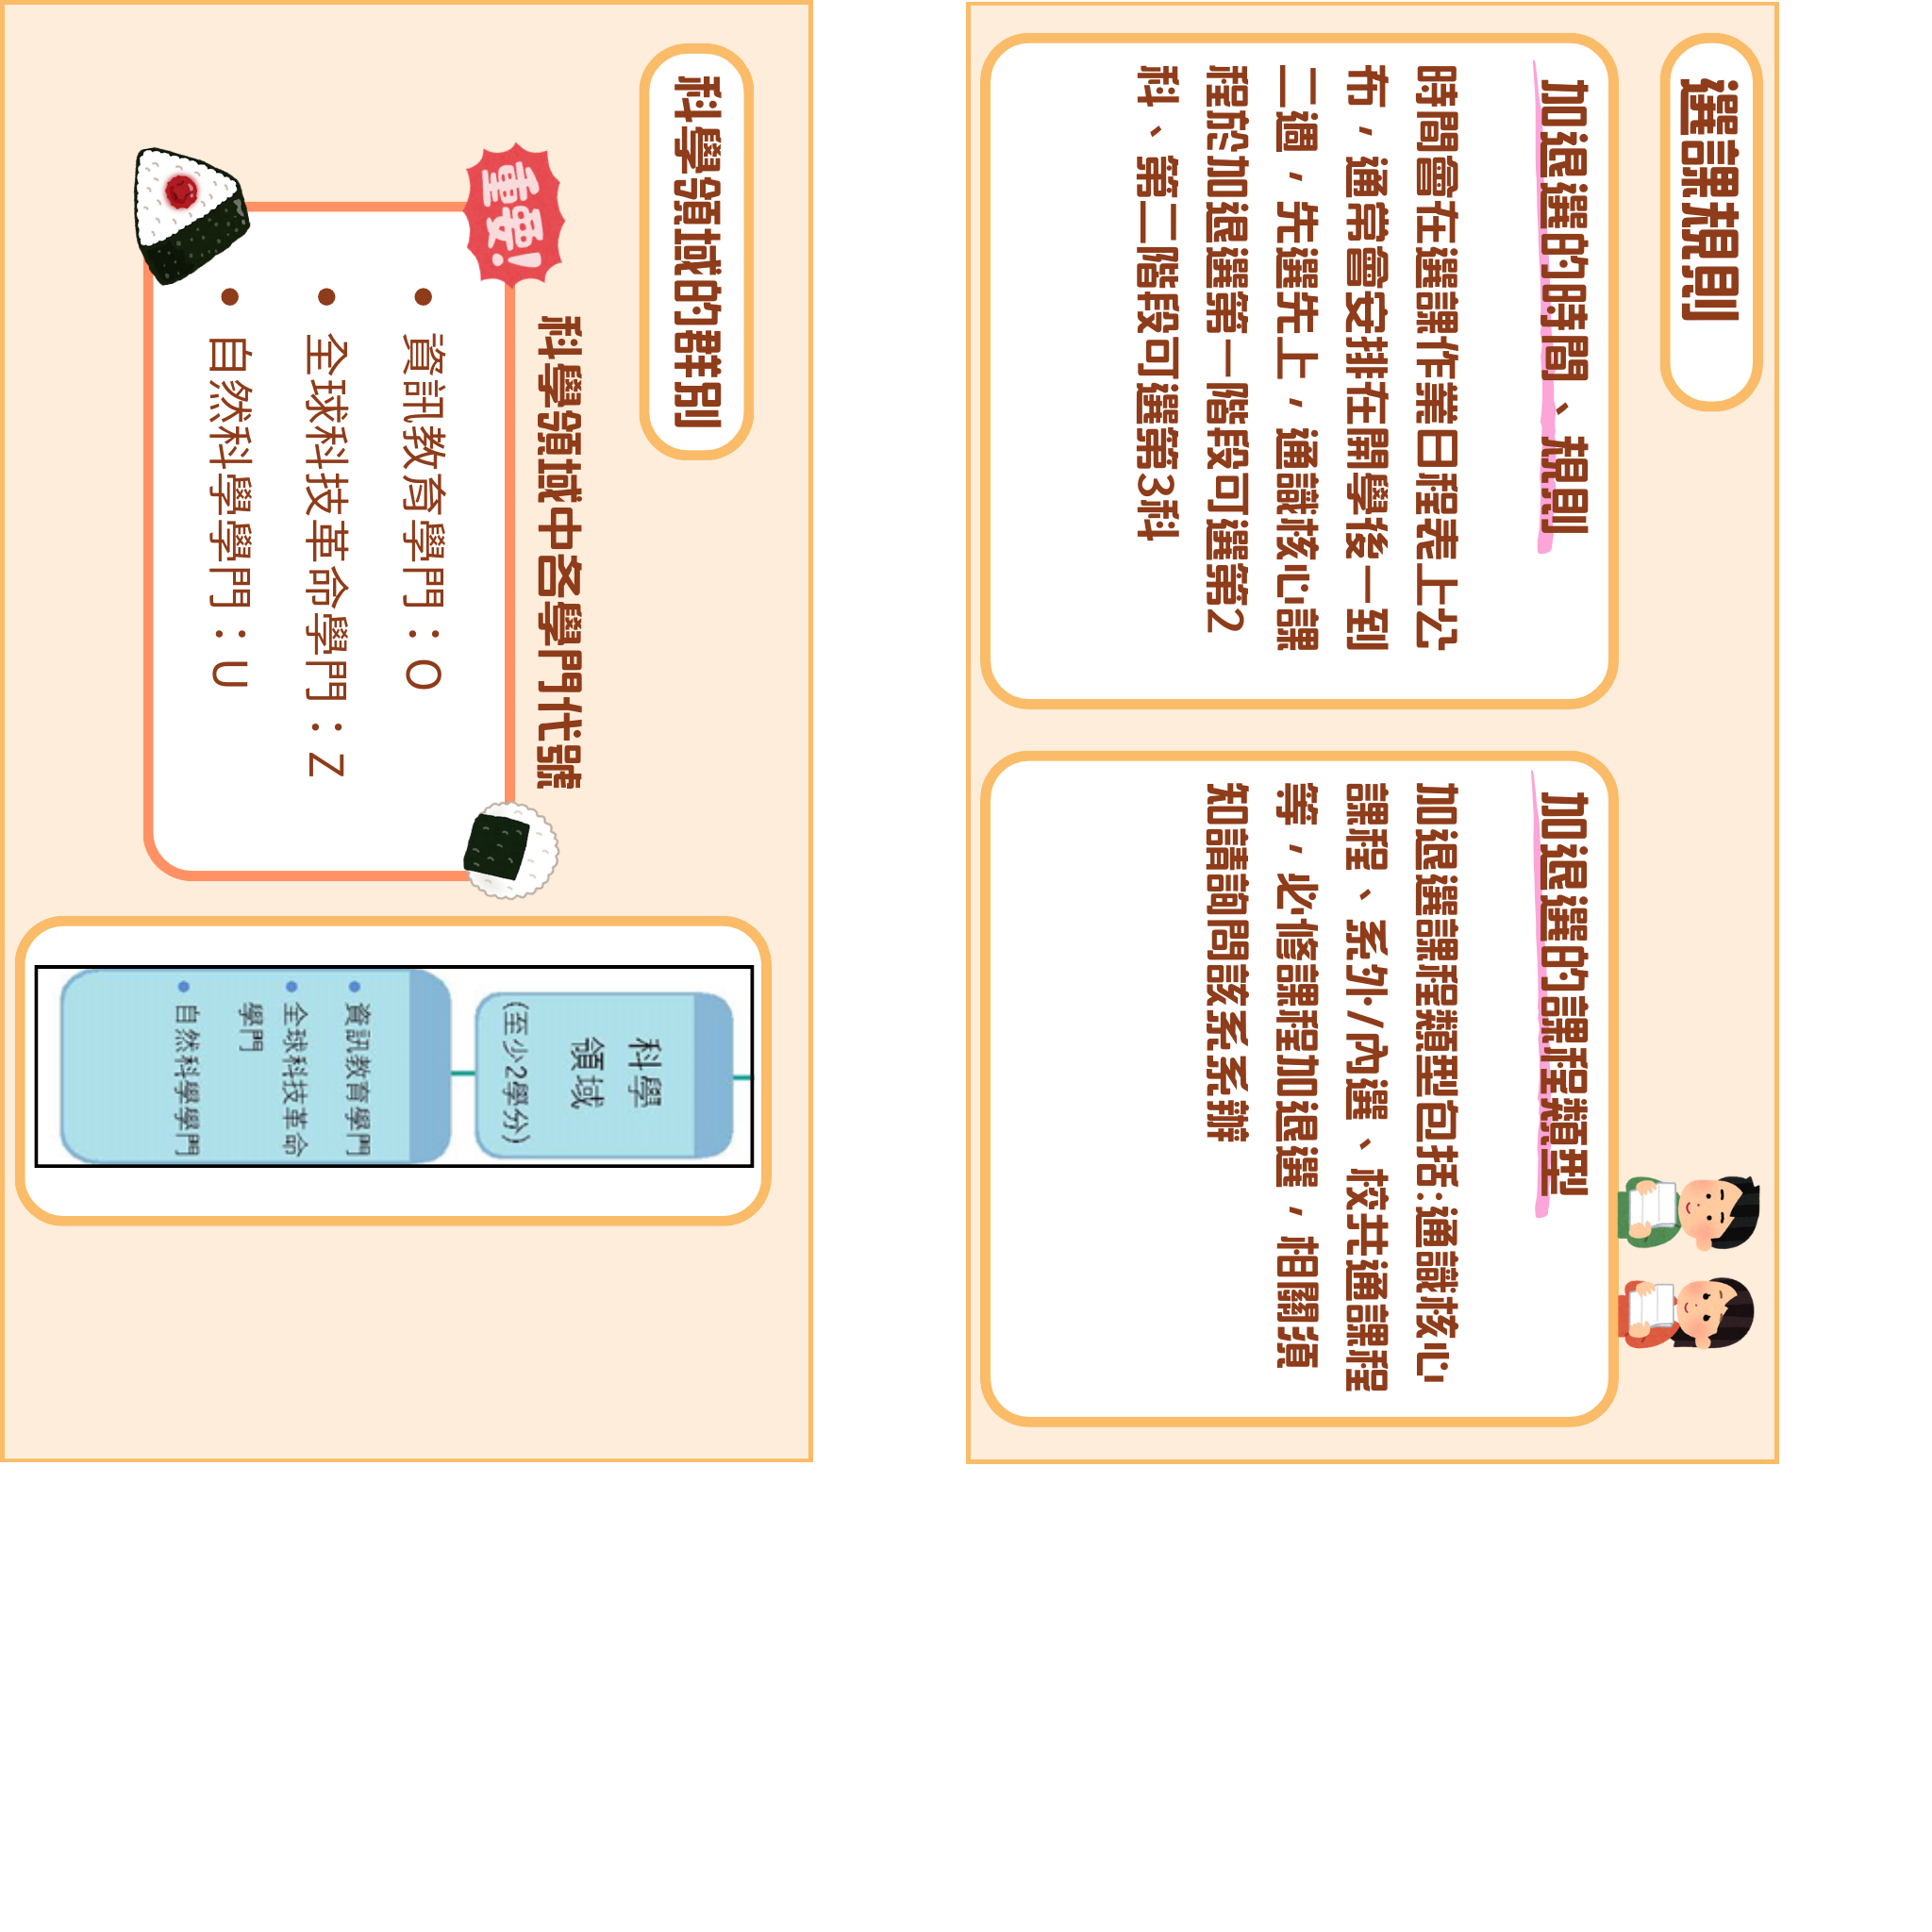 選課規則
加退選的時間、規則
時間會在選課作業日程表上公
布，通常會安排在開學後一到
二週，先選先上，通識核心課
程於加退選第一階段可選第2
科、第二階段可選第3科
加退選的課程類型
加退選課程類型包括:通識核心
課程、系外/內選、校共通課程
等，必修課程加退選，相關須
知請詢問該系系辦
科學領域的群別
重要!
科學領域中各學門代號
資訊教育學門：O
全球科技革命學門：Z
自然科學學門：U
科學
領域
(至少2學分)
資訊教育學門
全球科技革命
學門
自然科學學門